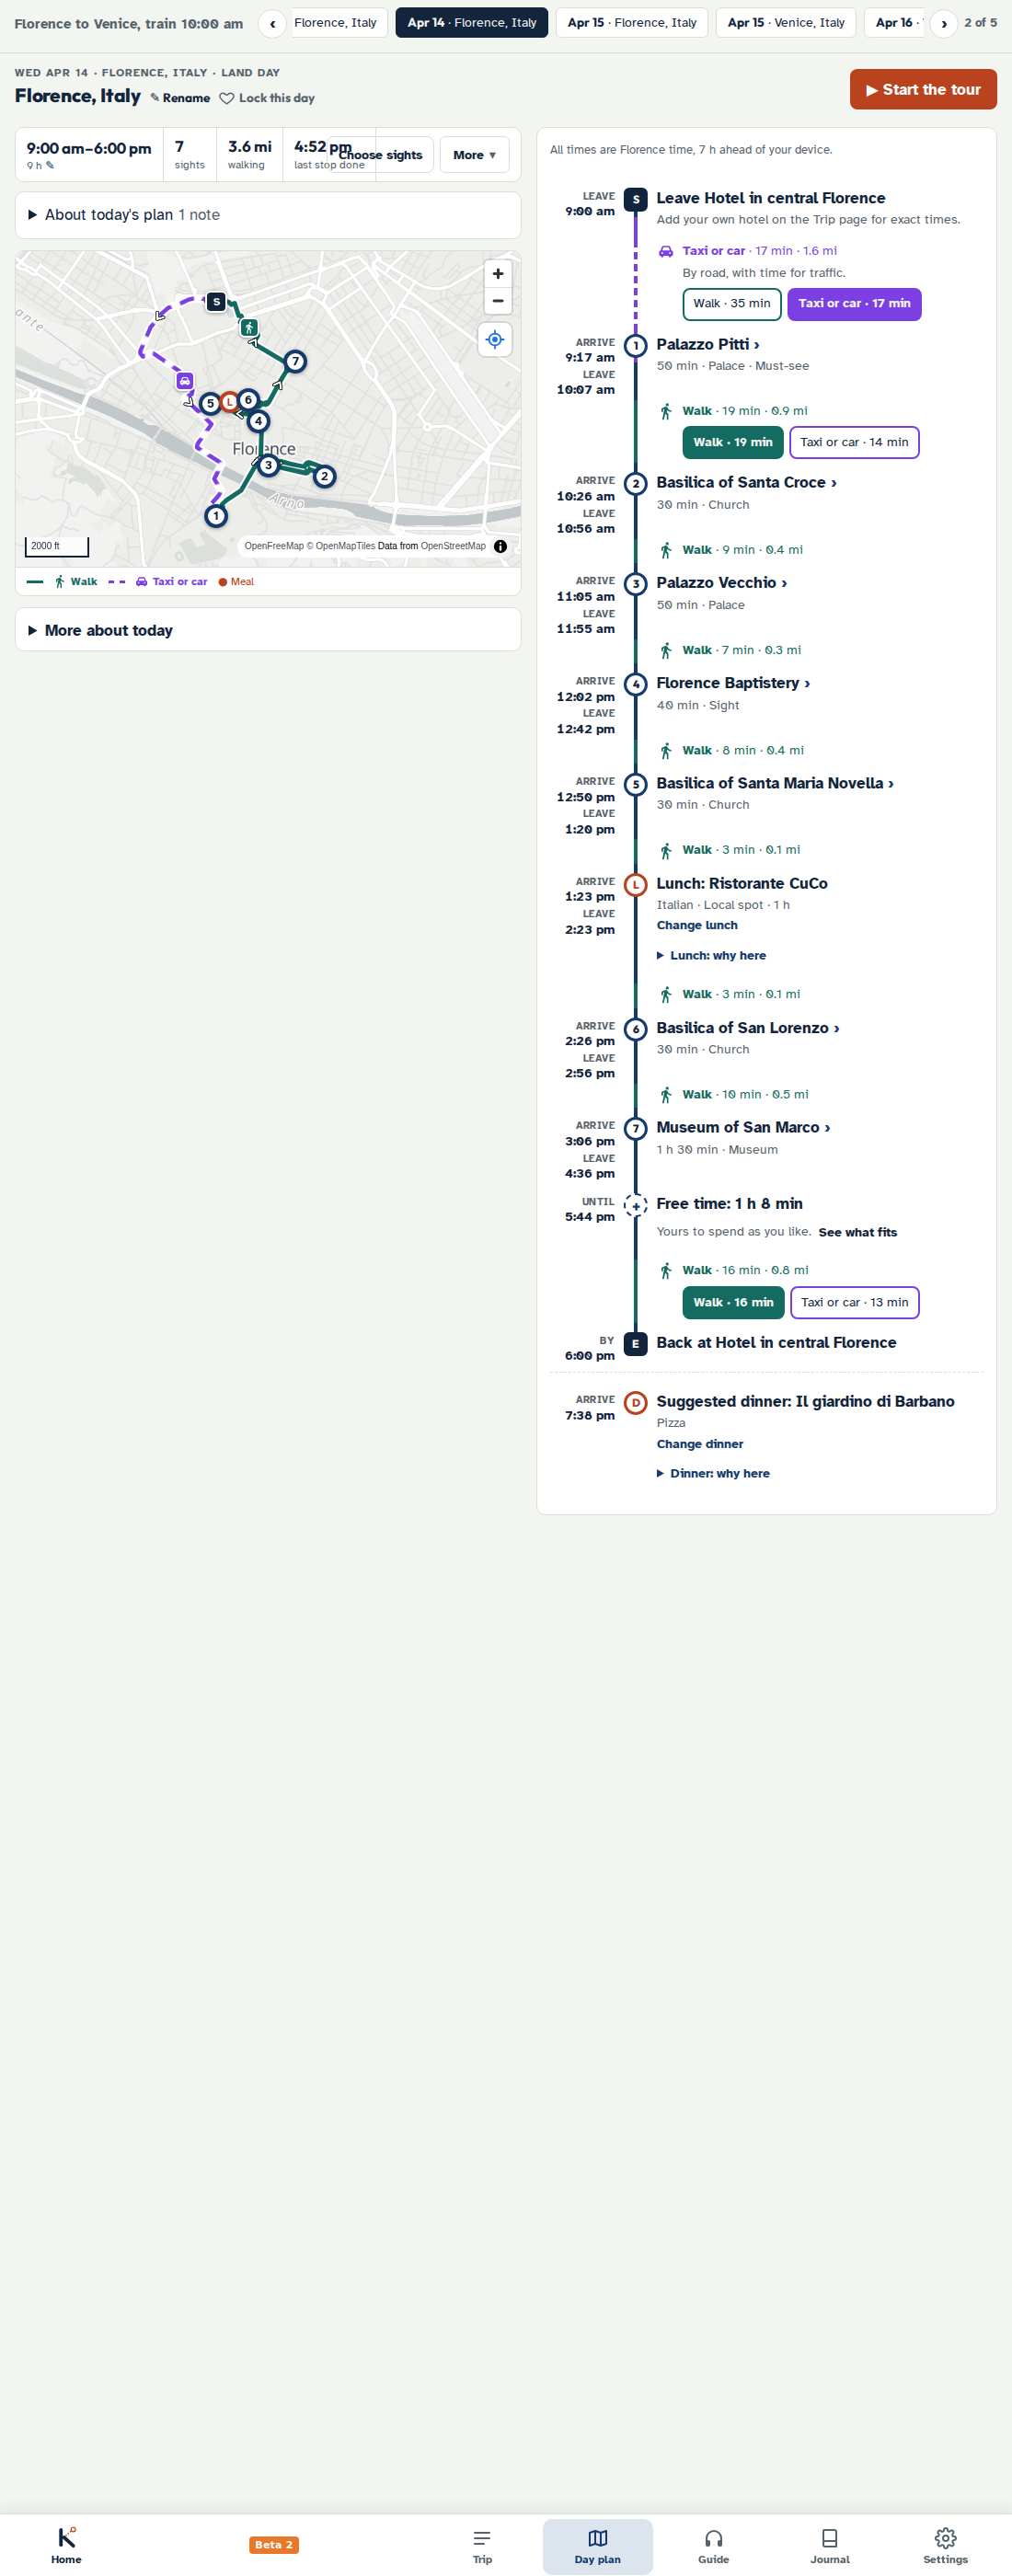 Florence to Venice, train 10:00 am
‹
Florence, Italy
Apr 14 · Florence, Italy
Apr 15 · Florence, Italy
Apr 15 · Venice, Italy
Apr 16 ·
›
2 of 5
WED APR 14 · FLORENCE, ITALY · LAND DAY
Florence, Italy
✎ Rename
Lock this day
▶ Start the tour
9:00 am–6:00 pm
9 h ✎
7
sights
3.6 mi
walking
4:52 pm
last stop done
Choose sights
More ▾
▶ About today's plan 1 note
ante
S
7
5
L
6
4
Florence
3
2
Arno
1
+
−
2000 ft
OpenFreeMap © OpenMapTiles Data from OpenStreetMap
Walk
Taxi or car
Meal
▶ More about today
All times are Florence time, 7 h ahead of your device.
LEAVE
9:00 am
S
Leave Hotel in central Florence
Add your own hotel on the Trip page for exact times.
Taxi or car · 17 min · 1.6 mi
By road, with time for traffic.
Walk · 35 min
Taxi or car · 17 min
ARRIVE
9:17 am
LEAVE
10:07 am
1
Palazzo Pitti ›
50 min · Palace · Must-see
Walk · 19 min · 0.9 mi
Walk · 19 min
Taxi or car · 14 min
ARRIVE
10:26 am
LEAVE
10:56 am
2
Basilica of Santa Croce ›
30 min · Church
Walk · 9 min · 0.4 mi
ARRIVE
11:05 am
LEAVE
11:55 am
3
Palazzo Vecchio ›
50 min · Palace
Walk · 7 min · 0.3 mi
ARRIVE
12:02 pm
LEAVE
12:42 pm
4
Florence Baptistery ›
40 min · Sight
Walk · 8 min · 0.4 mi
ARRIVE
12:50 pm
LEAVE
1:20 pm
5
Basilica of Santa Maria Novella ›
30 min · Church
Walk · 3 min · 0.1 mi
ARRIVE
1:23 pm
LEAVE
2:23 pm
L
Lunch: Ristorante CuCo
Italian · Local spot · 1 h
Change lunch
▶ Lunch: why here
Walk · 3 min · 0.1 mi
ARRIVE
2:26 pm
LEAVE
2:56 pm
6
Basilica of San Lorenzo ›
30 min · Church
Walk · 10 min · 0.5 mi
ARRIVE
3:06 pm
LEAVE
4:36 pm
7
Museum of San Marco ›
1 h 30 min · Museum
UNTIL
5:44 pm
+
Free time: 1 h 8 min
Yours to spend as you like. See what fits
Walk · 16 min · 0.8 mi
Walk · 16 min
Taxi or car · 13 min
BY
6:00 pm
E
Back at Hotel in central Florence
ARRIVE
7:38 pm
D
Suggested dinner: Il giardino di Barbano
Pizza
Change dinner
▶ Dinner: why here
Home
Beta 2
Trip
Day plan
Guide
Journal
Settings